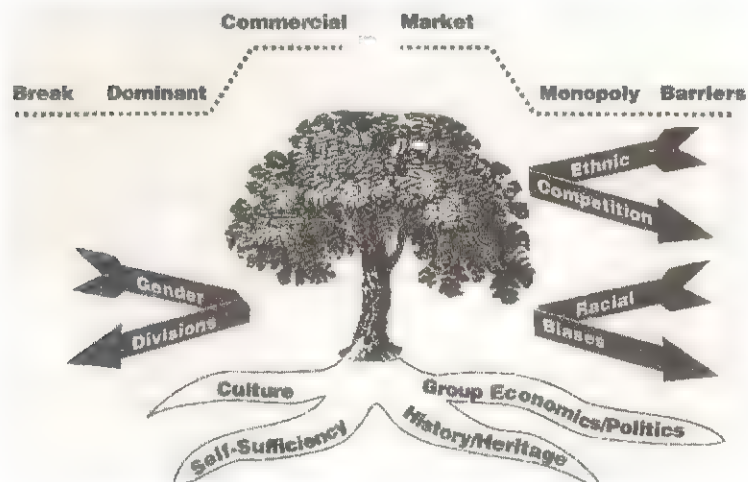 Commercial Market
Break Dominant Monopoly Barriers
Ethnic
Competition
Gender
Divisions
Racial
Biases
Culture
Group Economics/Politics
Self-Sufficiency
History/Heritage